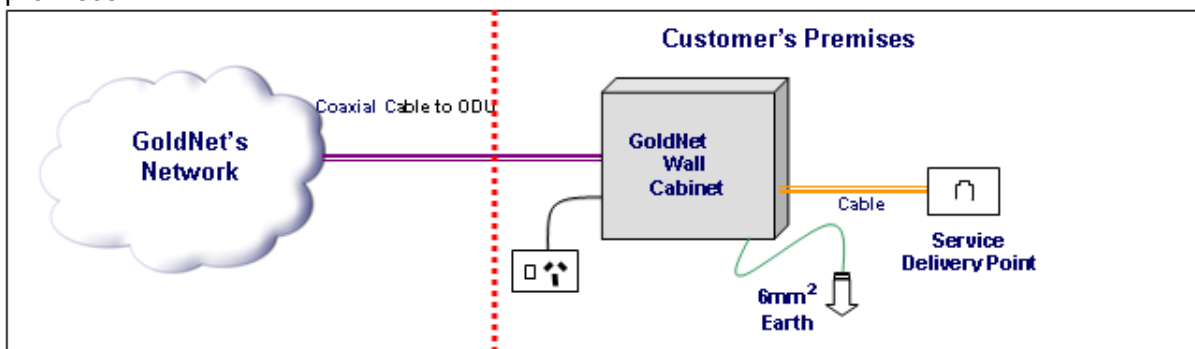 Customer's Premises
Coaxial Cable to ODU
GoldNet's
Network
GoldNet
Wall
Cabinet
Cable
Service
Delivery Point
6mm²
Earth